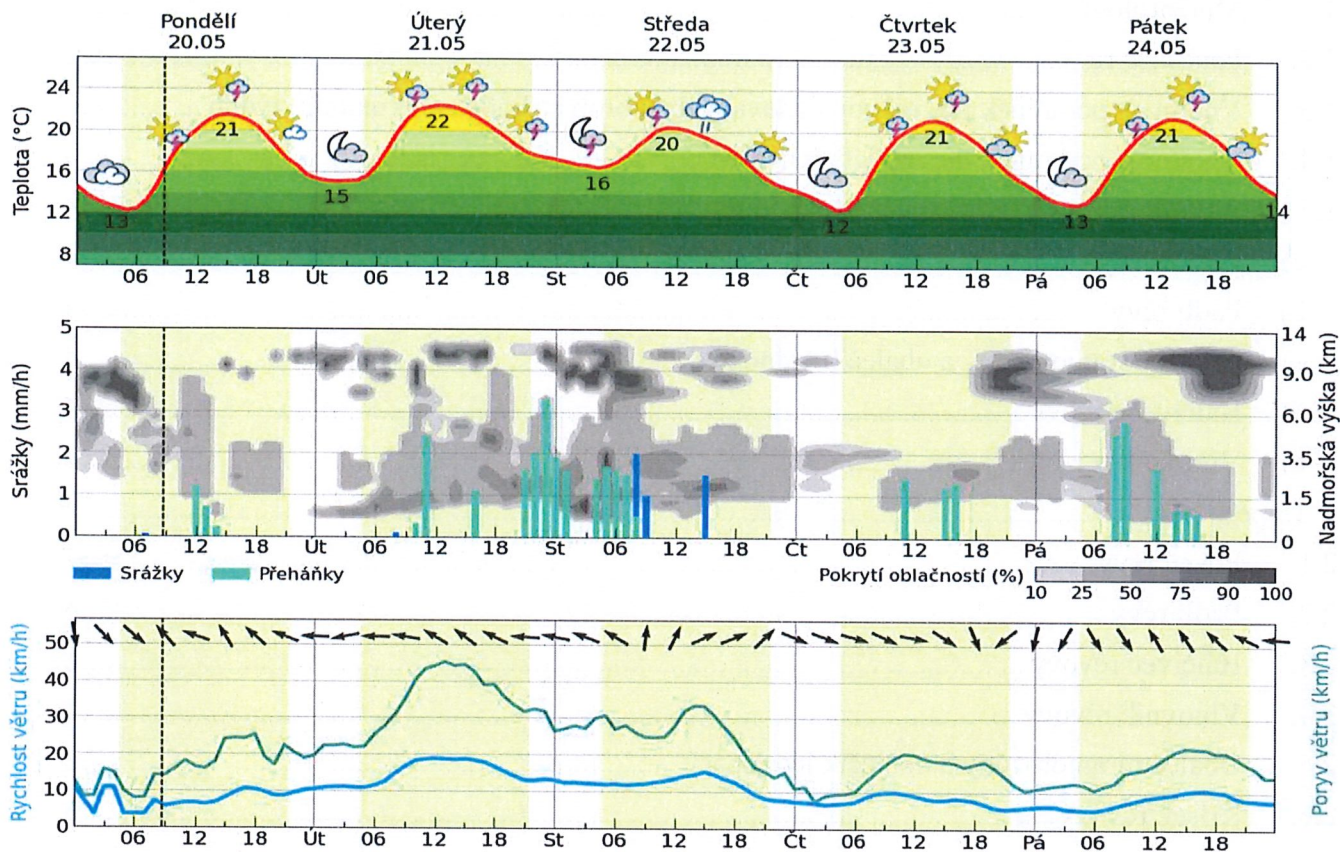 Pondělí Úterý Středa Čtvrtek Pátek
20.05 21.05 22.05 23.05 24.05
Teplota (°C)
24
20
16
12
8
13 21 15 22 16 20 12 21 13 21 14
06 12 18 Út 06 12 18 St 06 12 18 Čt 06 12 18 Pá 06 12 18
Srážky (mm/h)
5
4
3
2
1
0
Nadmořská výška (km)
14
9.0
6.0
3.5
1.5
0
06 12 18 Út 06 12 18 St 06 12 18 Čt 06 12 18 Pá 06 12 18
Srážky Přeháňky Pokrytí oblačností (%)
10 25 50 75 90 100
Rychlost větru (km/h)
50
40
30
20
10
0
Poryv větru (km/h)
06 12 18 Út 06 12 18 St 06 12 18 Čt 06 12 18 Pá 06 12 18